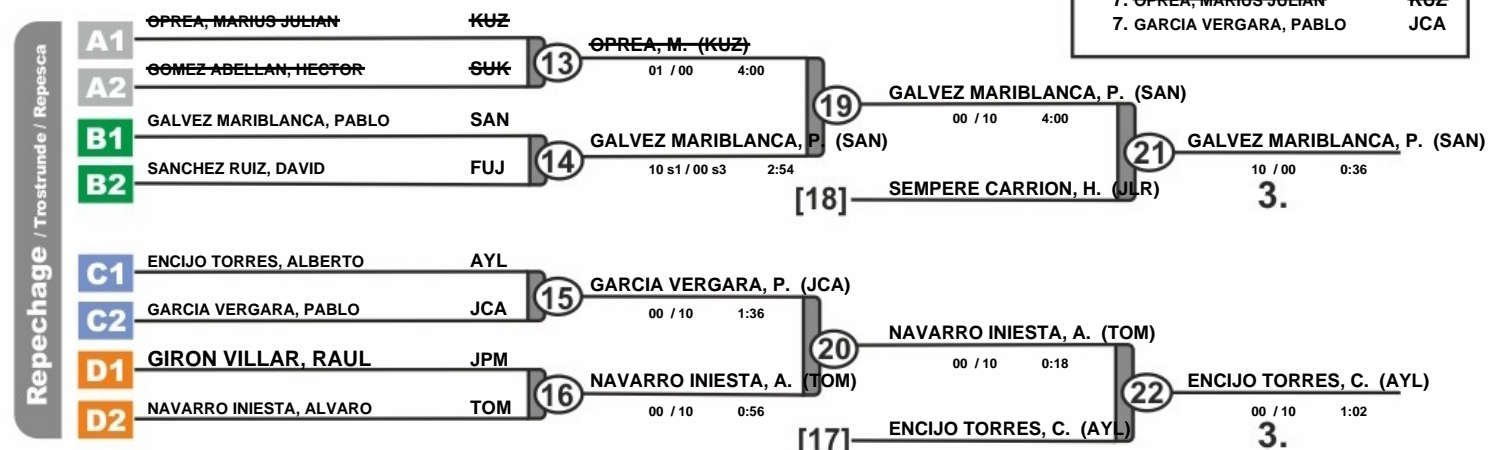 7. OPREA, MARIUS JULIAN KUZ
7. GARCIA VERGARA, PABLO JCA
Repechage / Trostrunde / Repesca
A1 OPREA, MARIUS JULIAN KUZ
A2 GOMEZ ABELLAN, HECTOR SUK
B1 GALVEZ MARIBLANCA, PABLO SAN
B2 SANCHEZ RUIZ, DAVID FUJ
C1 ENCIJO TORRES, ALBERTO AYL
C2 GARCIA VERGARA, PABLO JCA
D1 GIRON VILLAR, RAUL JPM
D2 NAVARRO INIESTA, ALVARO TOM
13 OPREA, M. (KUZ)
01 / 00 4:00
14 GALVEZ MARIBLANCA, P. (SAN)
10 s1 / 00 s3 2:54
15 GARCIA VERGARA, P. (JCA)
00 / 10 1:36
16 NAVARRO INIESTA, A. (TOM)
00 / 10 0:56
19 GALVEZ MARIBLANCA, P. (SAN)
00 / 10 4:00
[18] SEMPERE CARRION, H. (JLR)
20 NAVARRO INIESTA, A. (TOM)
00 / 10 0:18
[17] ENCIJO TORRES, C. (AYL)
21 GALVEZ MARIBLANCA, P. (SAN)
10 / 00 0:36
3.
22 ENCIJO TORRES, C. (AYL)
00 / 10 1:02
3.